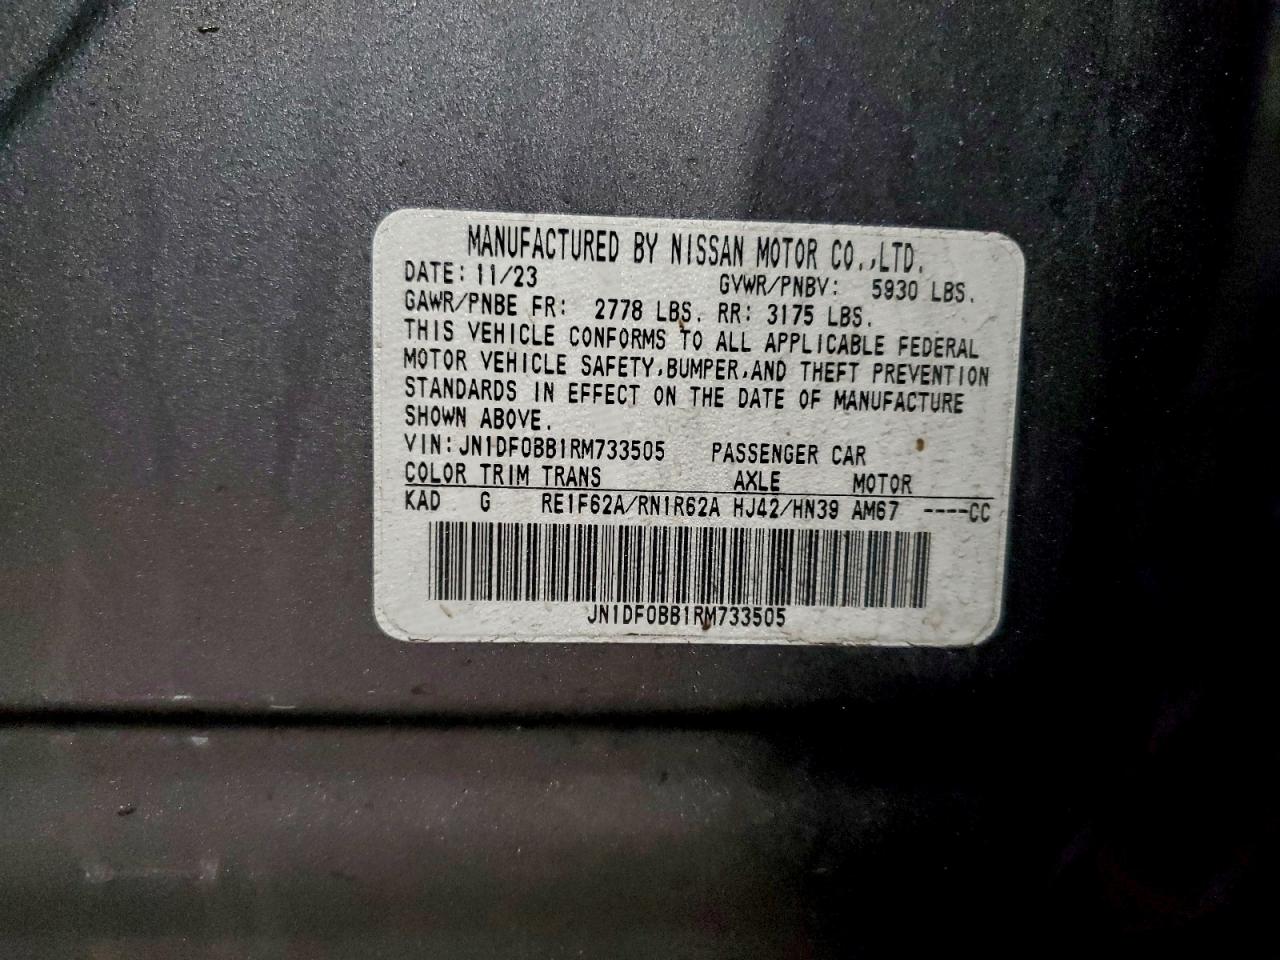 MANUFACTURED BY NISSAN MOTOR CO.,LTD.
DATE: 11/23 GVWR/PNBV: 5930 LBS.
GAWR/PNBE FR: 2778 LBS. RR: 3175 LBS.
THIS VEHICLE CONFORMS TO ALL APPLICABLE FEDERAL
MOTOR VEHICLE SAFETY,BUMPER,AND THEFT PREVENTION
STANDARDS IN EFFECT ON THE DATE OF MANUFACTURE
SHOWN ABOVE.
VIN:JN1DF0BB1RM733505 PASSENGER CAR
COLOR TRIM TRANS AXLE MOTOR
KAD G RE1F62A/RN1R62A HJ42/HN39 AM67 ----CC
JN1DF0BB1RM733505